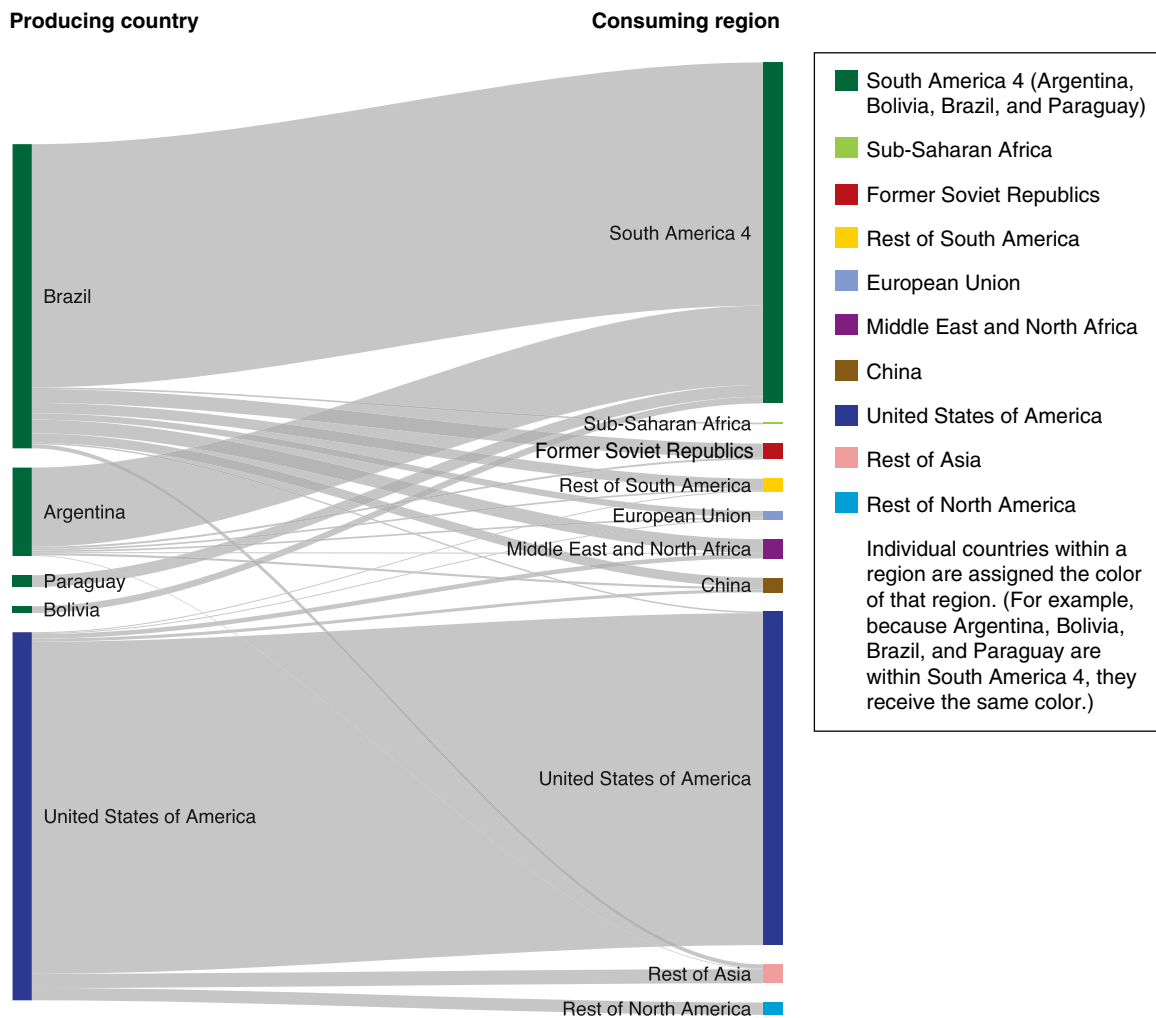 Producing country
Consuming region
Brazil
Argentina
Paraguay
Bolivia
United States of America
South America 4
Sub-Saharan Africa
Former Soviet Republics
Rest of South America
European Union
Middle East and North Africa
China
United States of America
Rest of Asia
Rest of North America
South America 4 (Argentina,
Bolivia, Brazil, and Paraguay)
Sub-Saharan Africa
Former Soviet Republics
Rest of South America
European Union
Middle East and North Africa
China
United States of America
Rest of Asia
Rest of North America
Individual countries within a
region are assigned the color
of that region. (For example,
because Argentina, Bolivia,
Brazil, and Paraguay are
within South America 4, they
receive the same color.)